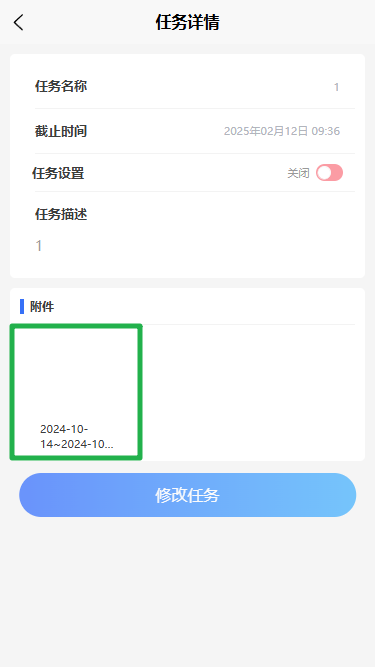 任务详情
任务名称 1
截止时间 2025年02月12日 09:36
任务设置 关闭
任务描述
1
附件
2024-10-
14~2024-10...
修改任务